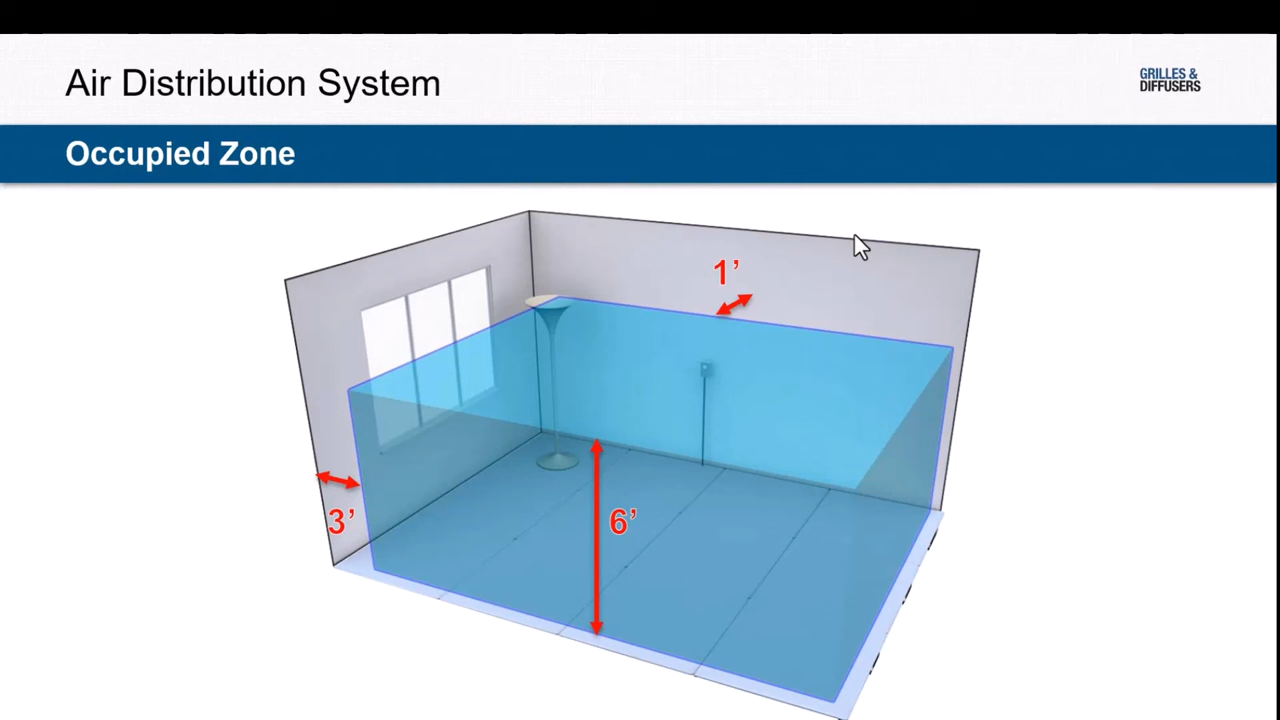 Air Distribution System
GRILLES &
DIFFUSERS
Occupied Zone
1’
3’
6’